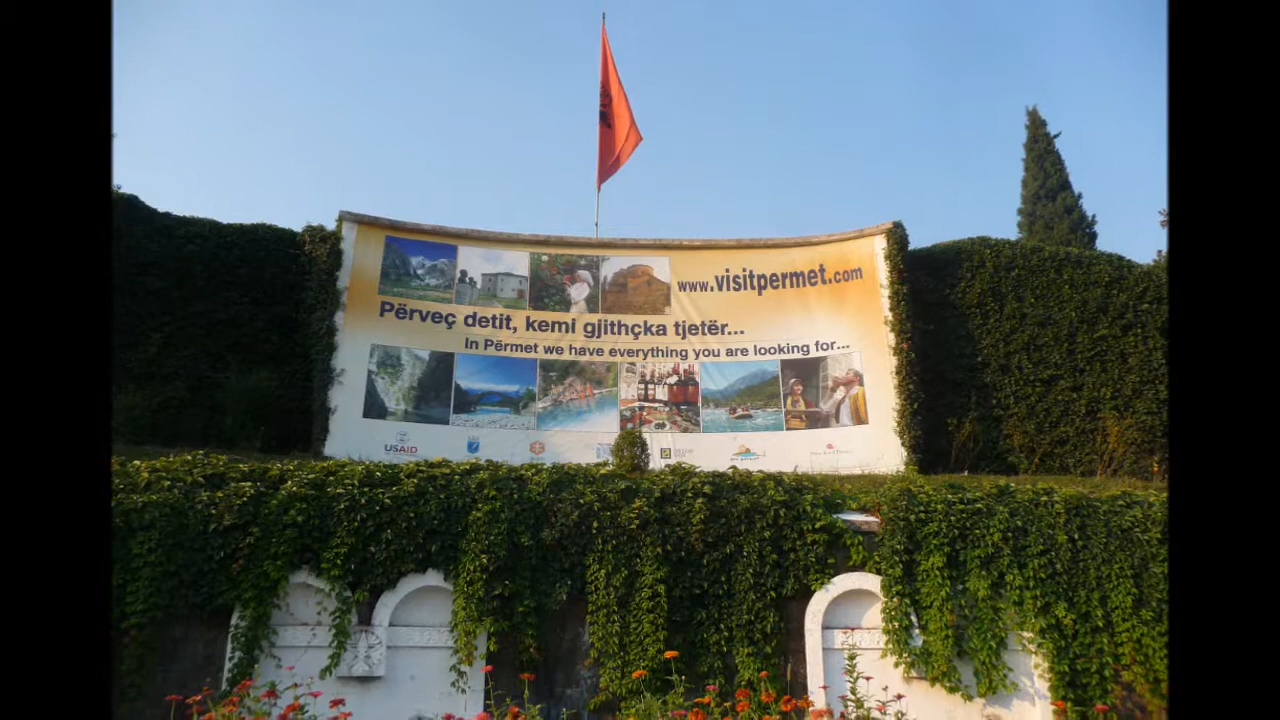 www.visitpermet.com
Përveç detit, kemi gjithçka tjetër...
In Përmet we have everything you are looking for...
USAID